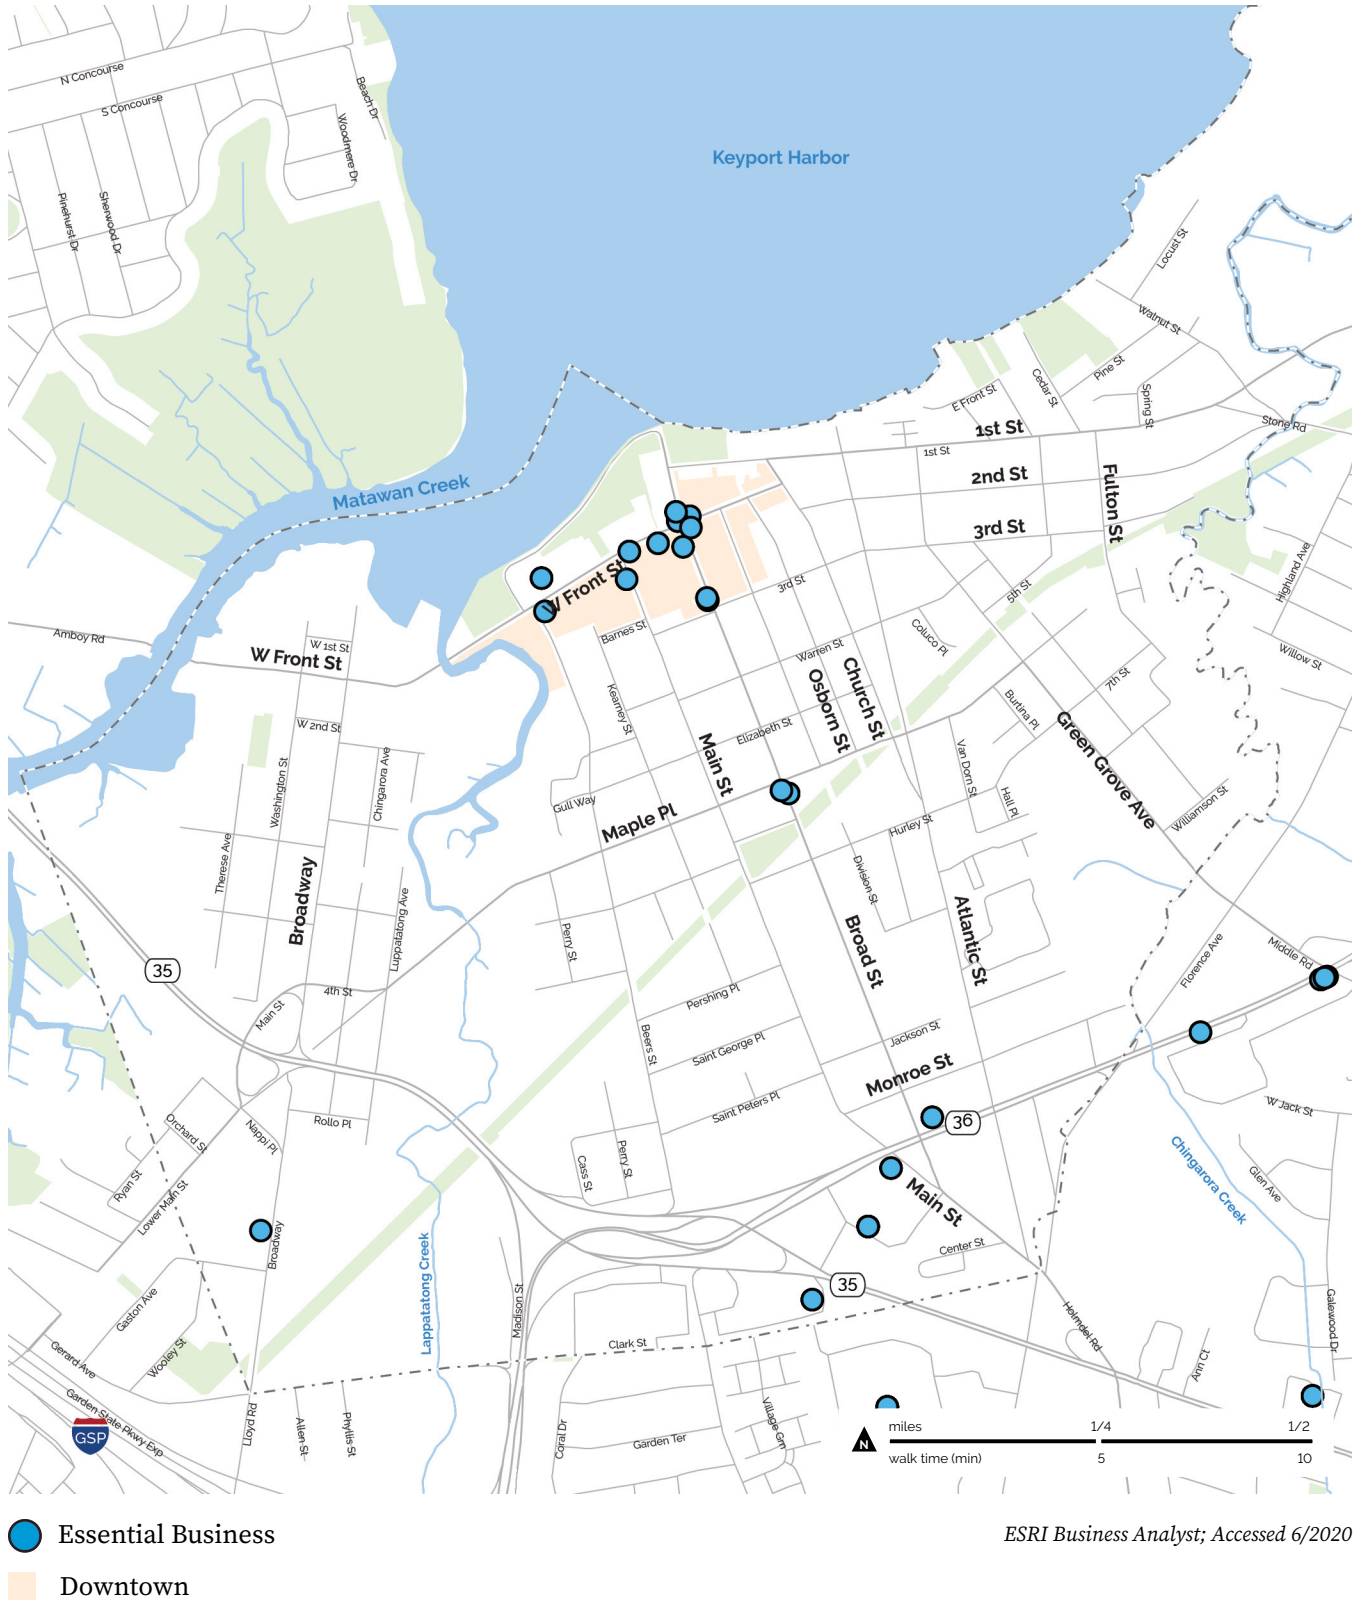 N Concourse
S Concourse
Beach Dr
Woodmere Dr
Pinehurst Dr
Sherwood Dr
Keyport Harbor
Locust St
Walnut St
Pine St
Cedar St
E Front St
Spring St
Stone Rd
1st St
1st St
2nd St
3rd St
Fulton St
Highland Ave
Willow St
Matawan Creek
W Front St
3rd St
5th St
7th St
Barnes St
Warren St
Coluco Pl
Amboy Rd
W 1st St
W Front St
W 2nd St
Kearney St
Elizabeth St
Osborn St
Church St
Burtina Pl
Green Grove Ave
Van Dorn St
Hall Pl
Williamson St
Washington St
Chingarora Ave
Therese Ave
Main St
Gull Way
Maple Pl
Hurley St
Division St
Broadway
Luppatatong Ave
Perry St
Broad St
Atlantic St
Florence Ave
Middle Rd
35
4th St
Main St
Pershing Pl
Beers St
Saint George Pl
Jackson St
Monroe St
Saint Peters Pl
36
W Jack St
Rollo Pl
Nappi Pl
Orchard St
Ryan St
Lower Main St
Cass St
Perry St
Main St
Center St
Chingarora Creek
Glen Ave
Broadway
Lappatatong Creek
Madison St
35
Gaston Ave
Wooley St
Gerard Ave
Clark St
Holmdel Rd
Ann Ct
Galewood Dr
Garden State Pkwy Exp
GSP
Lloyd Rd
Allen St
Phyllis St
Coral Dr
Garden Ter
Village Grn
N
miles 1/4 1/2
walk time (min) 5 10
Essential Business
ESRI Business Analyst; Accessed 6/2020
Downtown